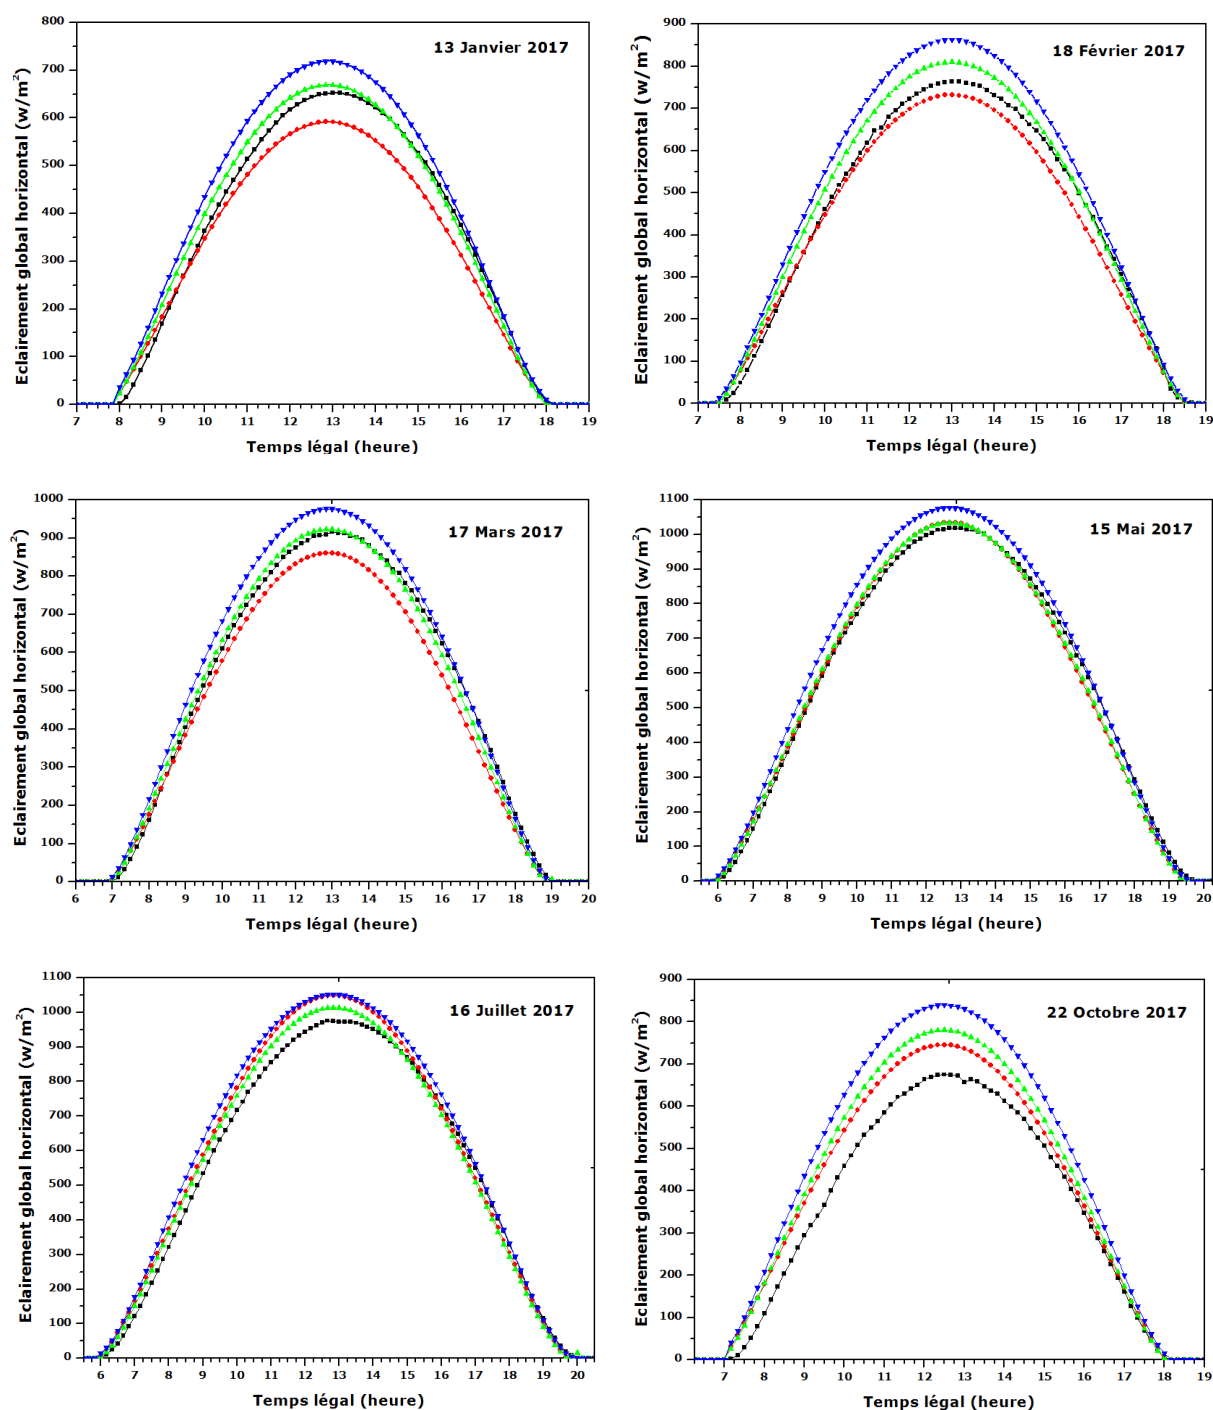 13 Janvier 2017
Eclairement global horizontal (w/m²)
800
700
600
500
400
300
200
100
0
7 8 9 10 11 12 13 14 15 16 17 18 19
Temps légal (heure)
18 Février 2017
Eclairement global horizontal (w/m²)
900
800
700
600
500
400
300
200
100
0
7 8 9 10 11 12 13 14 15 16 17 18 19
Temps légal (heure)
17 Mars 2017
Eclairement global horizontal (w/m²)
1000
900
800
700
600
500
400
300
200
100
0
6 7 8 9 10 11 12 13 14 15 16 17 18 19 20
Temps légal (heure)
15 Mai 2017
Eclairement global horizontal (w/m²)
1100
1000
900
800
700
600
500
400
300
200
100
0
6 7 8 9 10 11 12 13 14 15 16 17 18 19 20
Temps légal (heure)
16 Juillet 2017
Eclairement global horizontal (w/m²)
1100
1000
900
800
700
600
500
400
300
200
100
0
6 7 8 9 10 11 12 13 14 15 16 17 18 19 20
Temps légal (heure)
22 Octobre 2017
Eclairement global horizontal (w/m²)
900
800
700
600
500
400
300
200
100
0
7 8 9 10 11 12 13 14 15 16 17 18 19
Temps légal (heure)